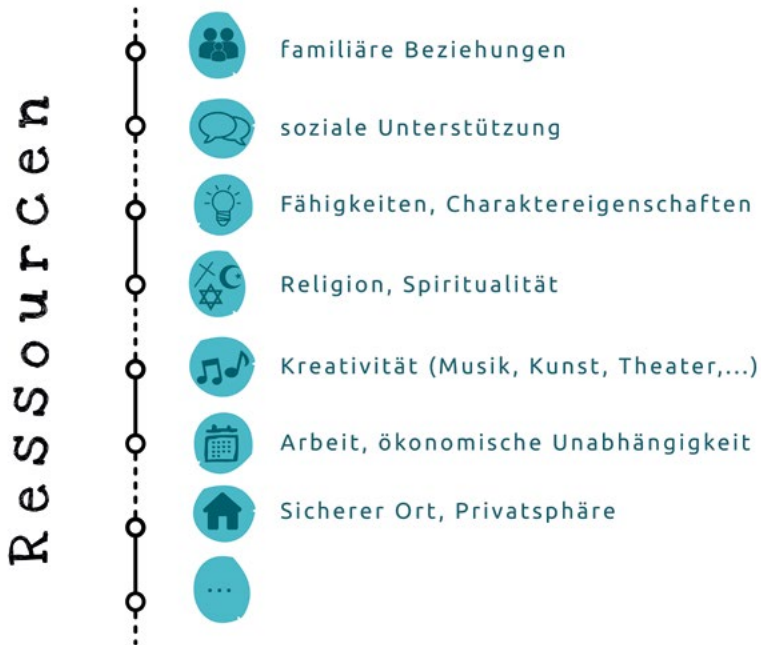 ReSSourcen
familiäre Beziehungen
soziale Unterstützung
Fähigkeiten, Charaktereigenschaften
Religion, Spiritualität
Kreativität (Musik, Kunst, Theater,...)
Arbeit, ökonomische Unabhängigkeit
Sicherer Ort, Privatsphäre
...